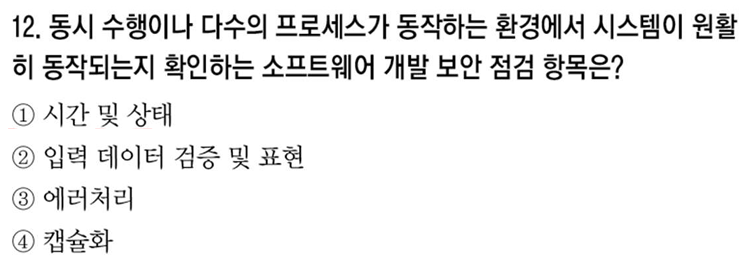 12. 동시 수행이나 다수의 프로세스가 동작하는 환경에서 시스템이 원활
히 동작되는지 확인하는 소프트웨어 개발 보안 점검 항목은?
① 시간 및 상태
② 입력 데이터 검증 및 표현
③ 에러처리
④ 캡슐화